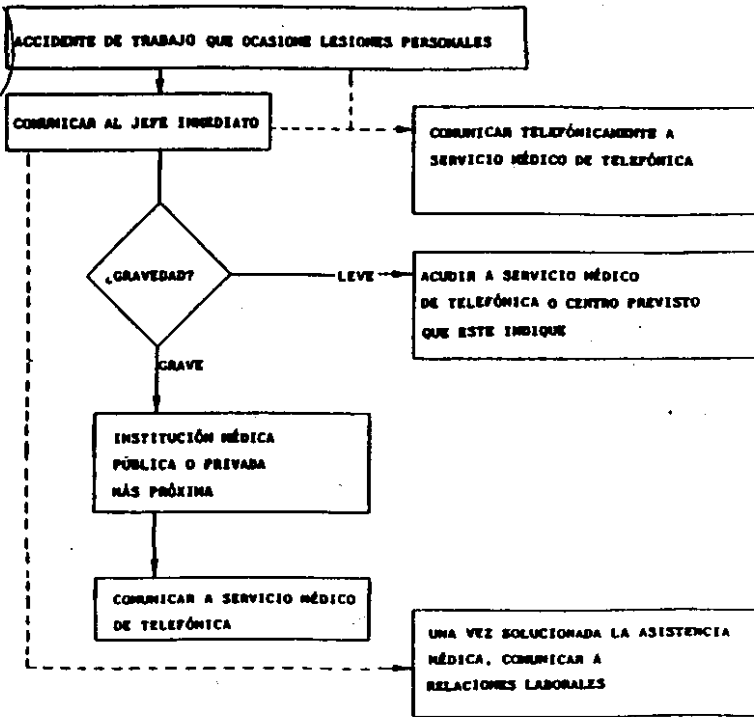 ACCIDENTE DE TRABAJO QUE OCASIONE LESIONES PERSONALES
COMUNICAR AL JEFE INMEDIATO
COMUNICAR TELEFÓNICAMENTE A
SERVICIO MÉDICO DE TELEFÓNICA
¿GRAVEDAD?
LEVE
ACUDIR A SERVICIO MÉDICO
DE TELEFÓNICA O CENTRO PREVISTO
QUE ESTE INDIQUE
GRAVE
INSTITUCIÓN MÉDICA
PÚBLICA O PRIVADA
MÁS PRÓXIMA
COMUNICAR A SERVICIO MÉDICO
DE TELEFÓNICA
UNA VEZ SOLUCIONADA LA ASISTENCIA
MÉDICA, COMUNICAR A
RELACIONES LABORALES